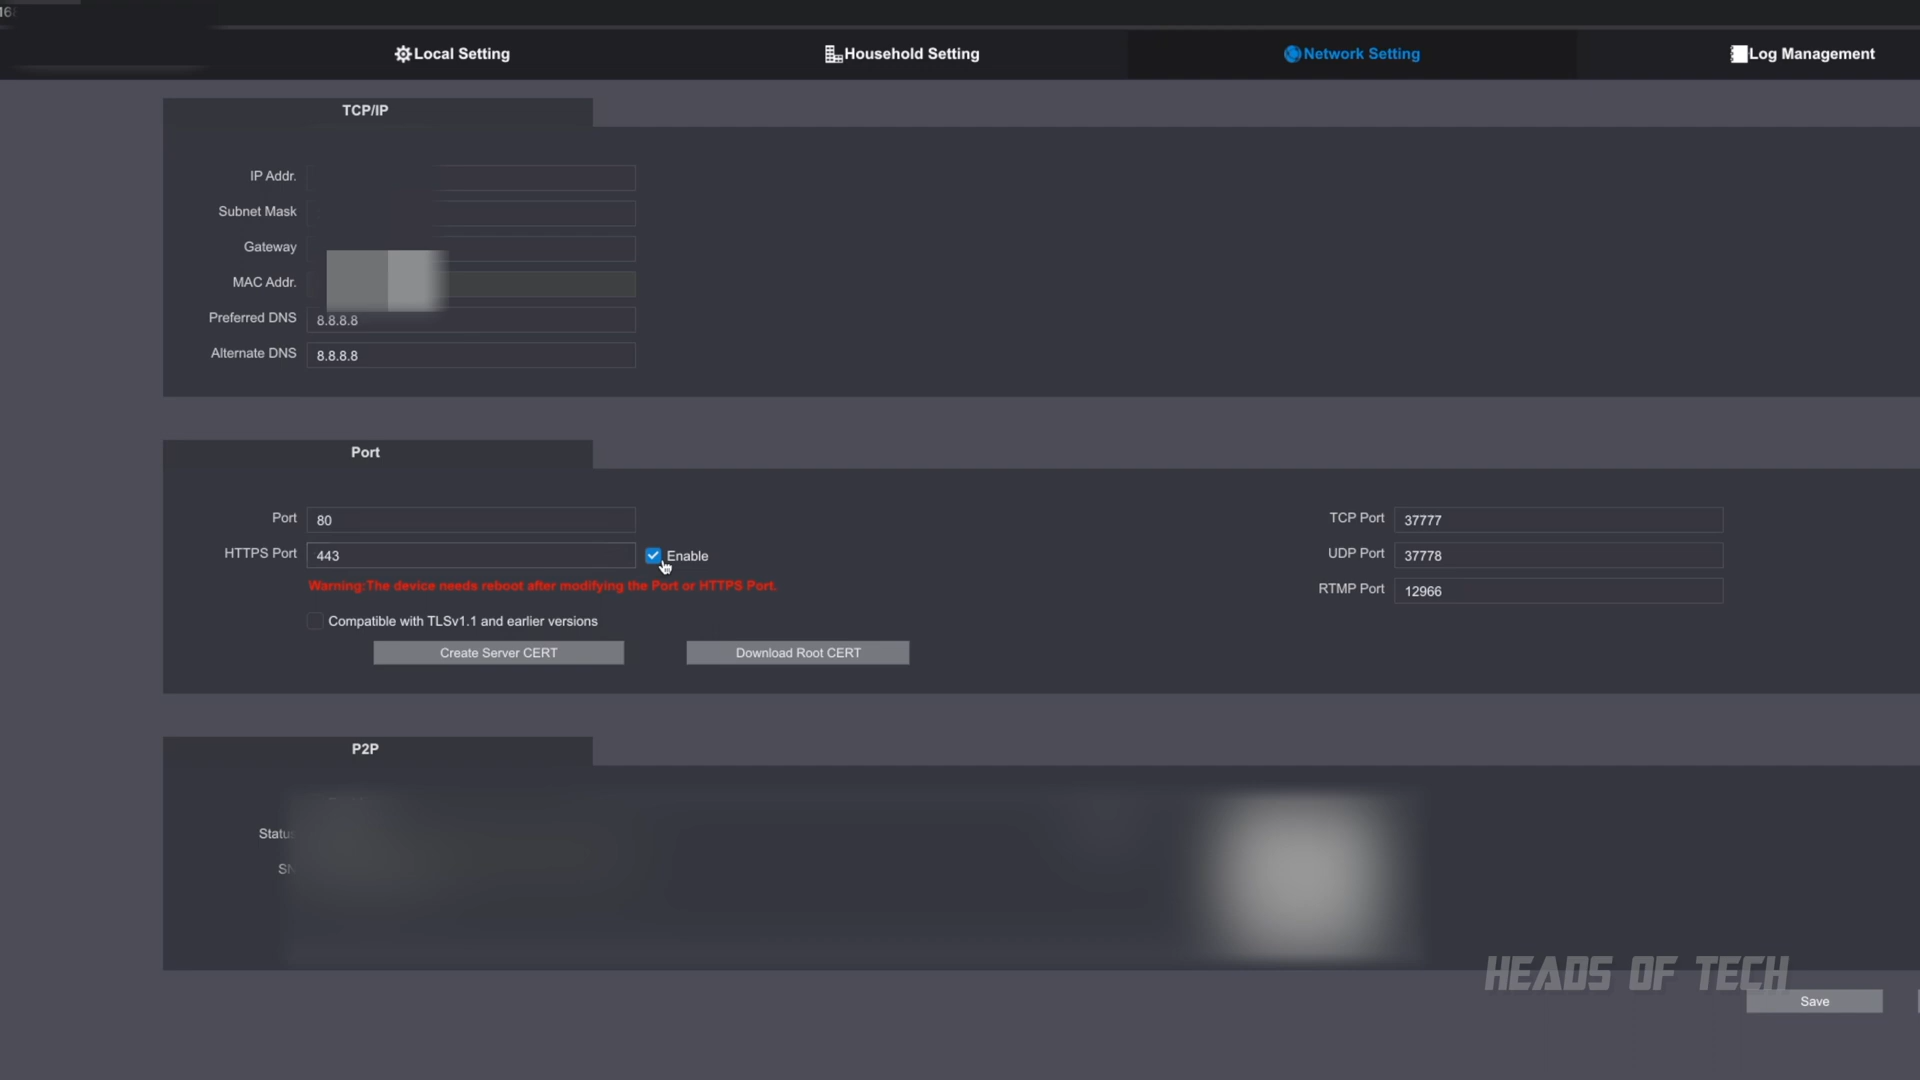 Local Setting
Household Setting
Network Setting
Log Management
TCP/IP
IP Addr.
Subnet Mask
Gateway
MAC Addr.
Preferred DNS 8.8.8.8
Alternate DNS 8.8.8.8
Port
Port 80
TCP Port 37777
HTTPS Port 443 Enable
UDP Port 37778
Warning:The device needs reboot after modifying the Port or HTTPS Port.
RTMP Port 12966
Compatible with TLSv1.1 and earlier versions
Create Server CERT
Download Root CERT
P2P
Status
HEADS OF TECH
Save